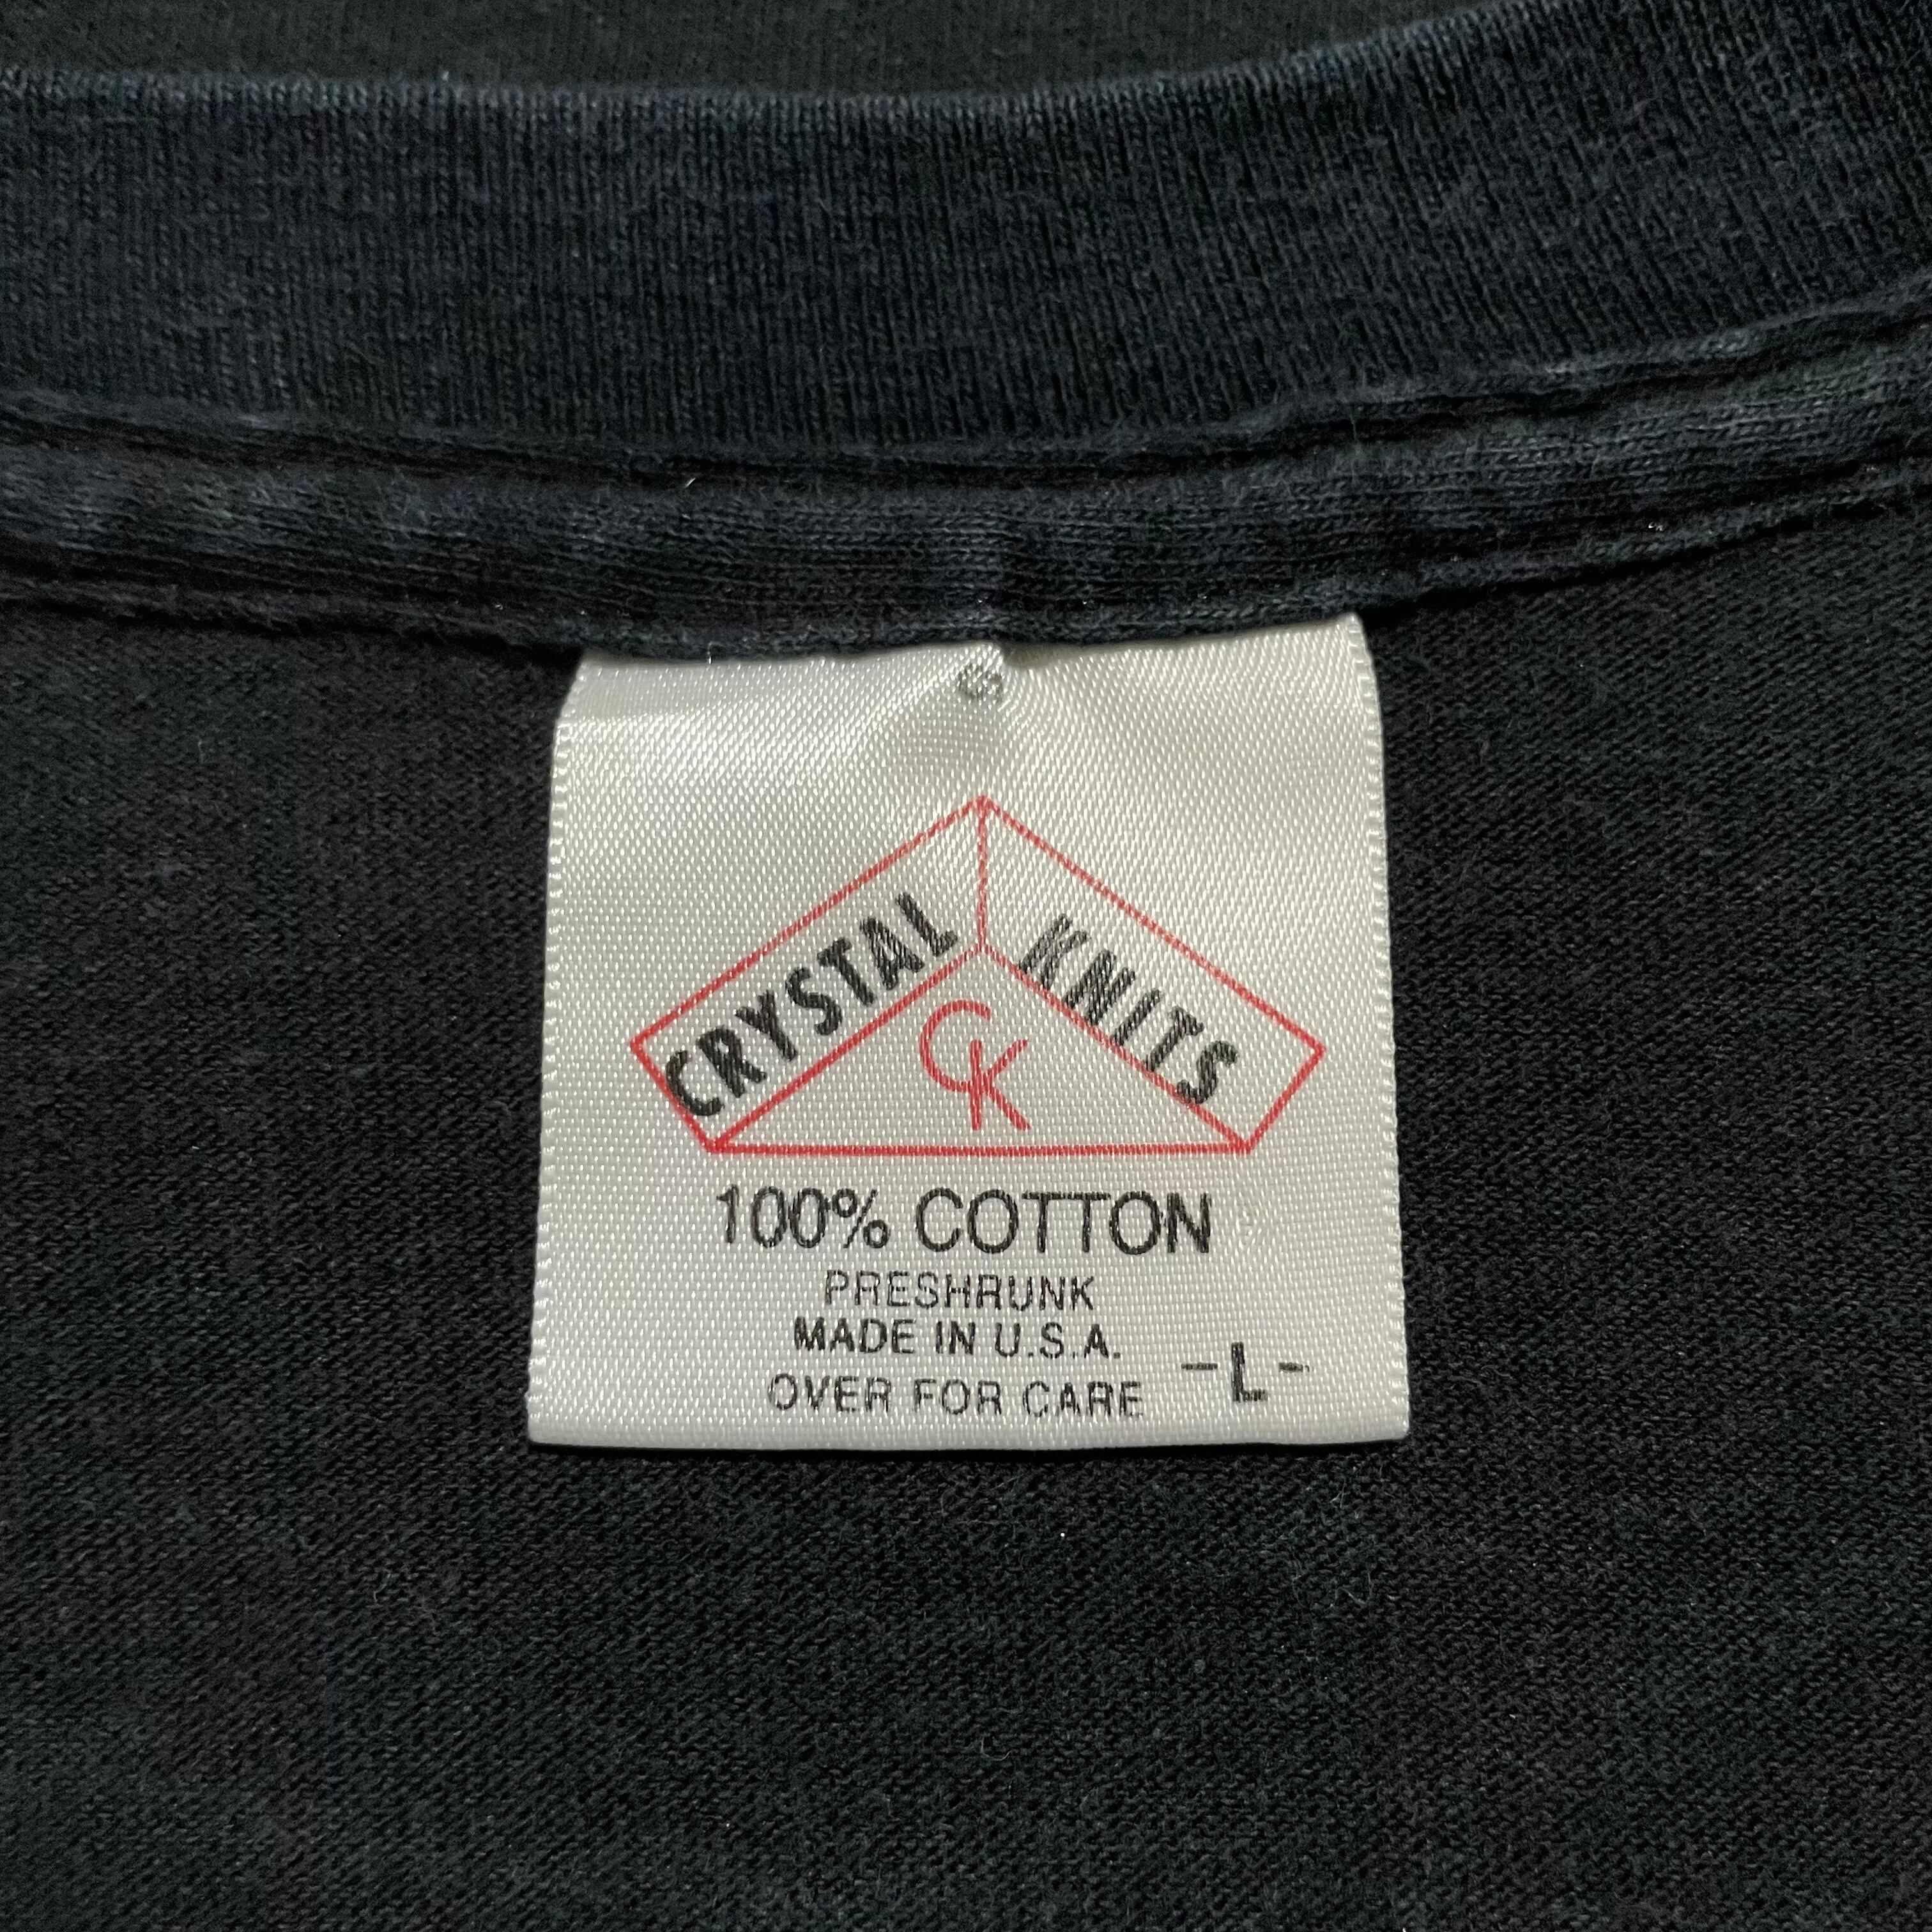 CRYSTAL KNITS
CK
100% COTTON
PRESHRUNK
MADE IN U.S.A.
OVER FOR CARE
-L-